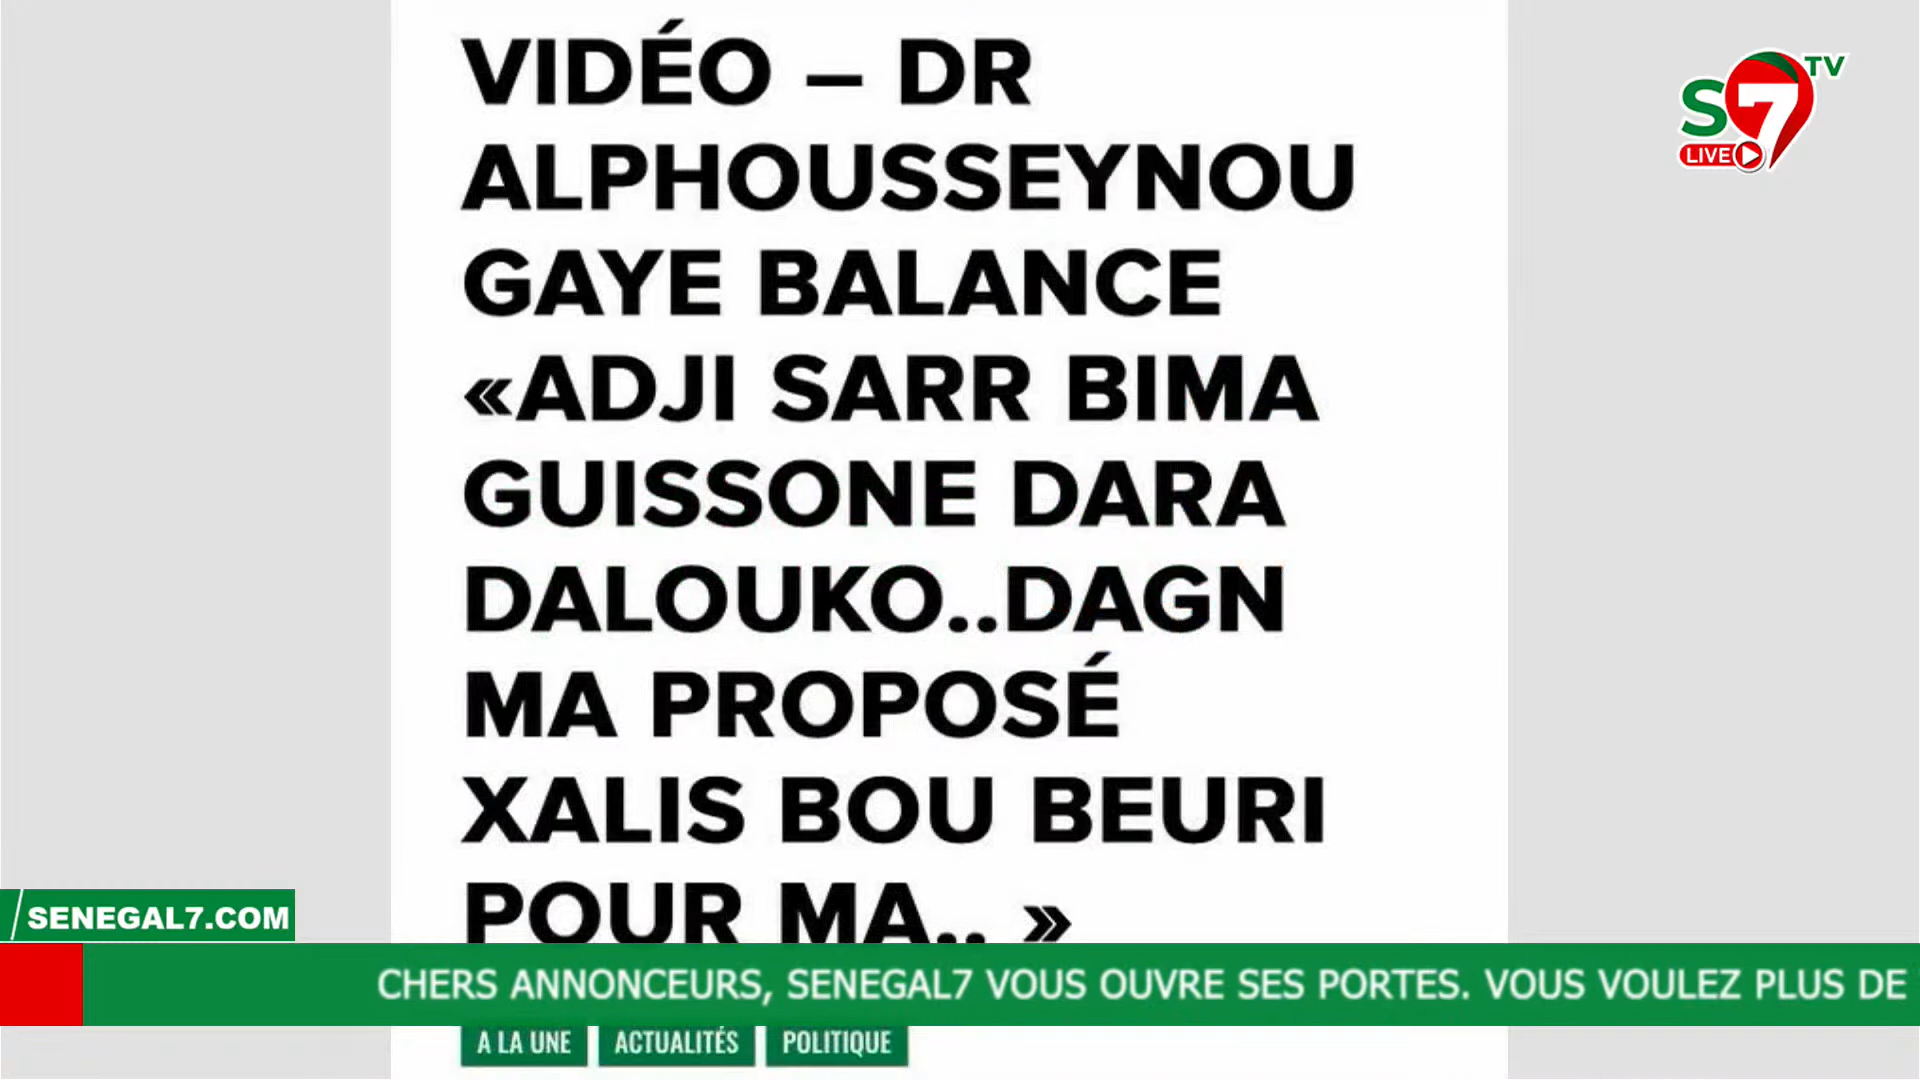 VIDÉO – DR
ALPHOUSSEYNOU
GAYE BALANCE
«ADJI SARR BIMA
GUISSONE DARA
DALOUKO..DAGN
MA PROPOSÉ
XALIS BOU BEURI
POUR MA.. »
S7 TV
LIVE
SENEGAL7.COM
CHERS ANNONCEURS, SENEGAL7 VOUS OUVRE SES PORTES. VOUS VOULEZ PLUS DE
A LA UNE ACTUALITÉS POLITIQUE